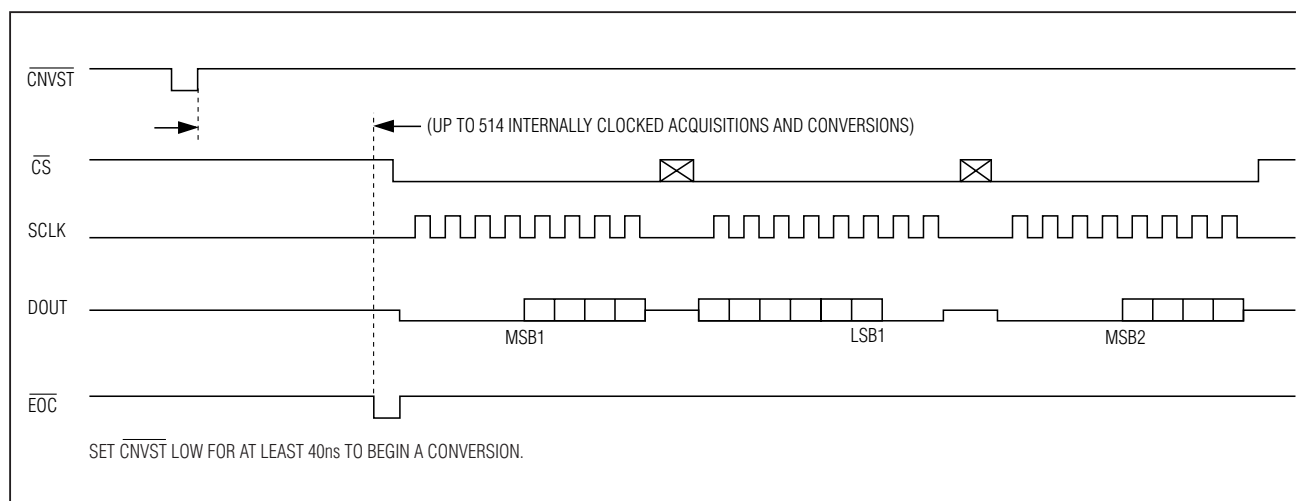 CNVST
(UP TO 514 INTERNALLY CLOCKED ACQUISITIONS AND CONVERSIONS)
CS
SCLK
DOUT
MSB1
LSB1
MSB2
EOC
SET CNVST LOW FOR AT LEAST 40ns TO BEGIN A CONVERSION.